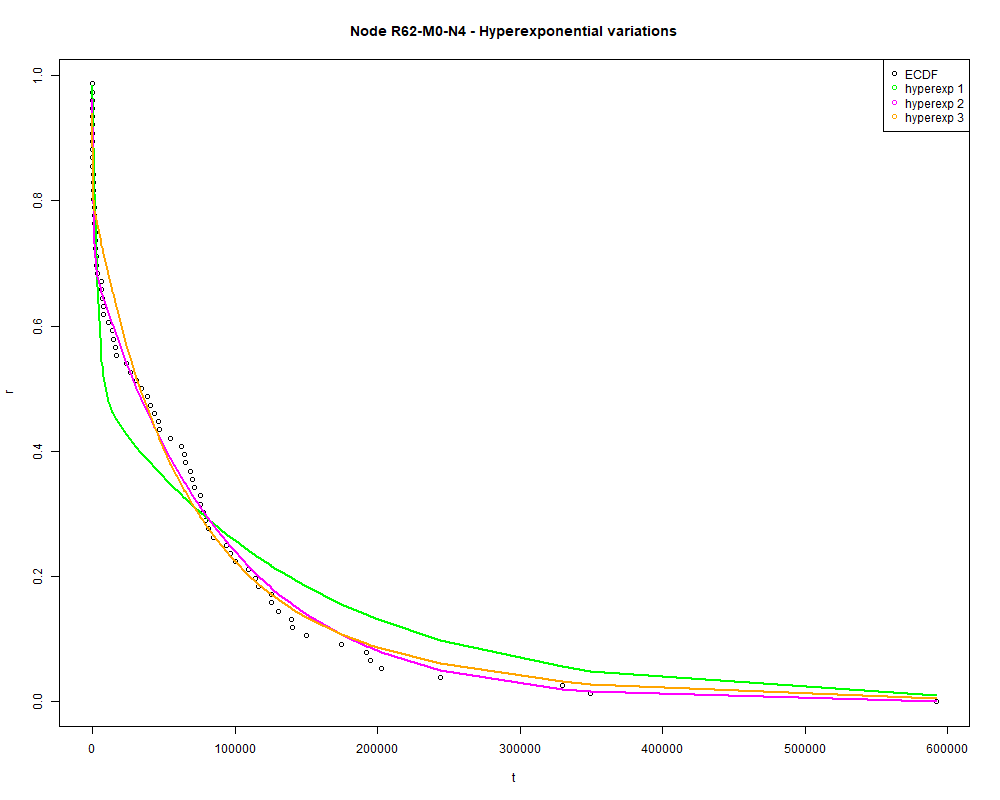 Node R62-M0-N4 - Hyperexponential variations
ECDF
hyperexp 1
hyperexp 2
hyperexp 3
r
1.0
0.8
0.6
0.4
0.2
0.0
0 100000 200000 300000 400000 500000 600000
t